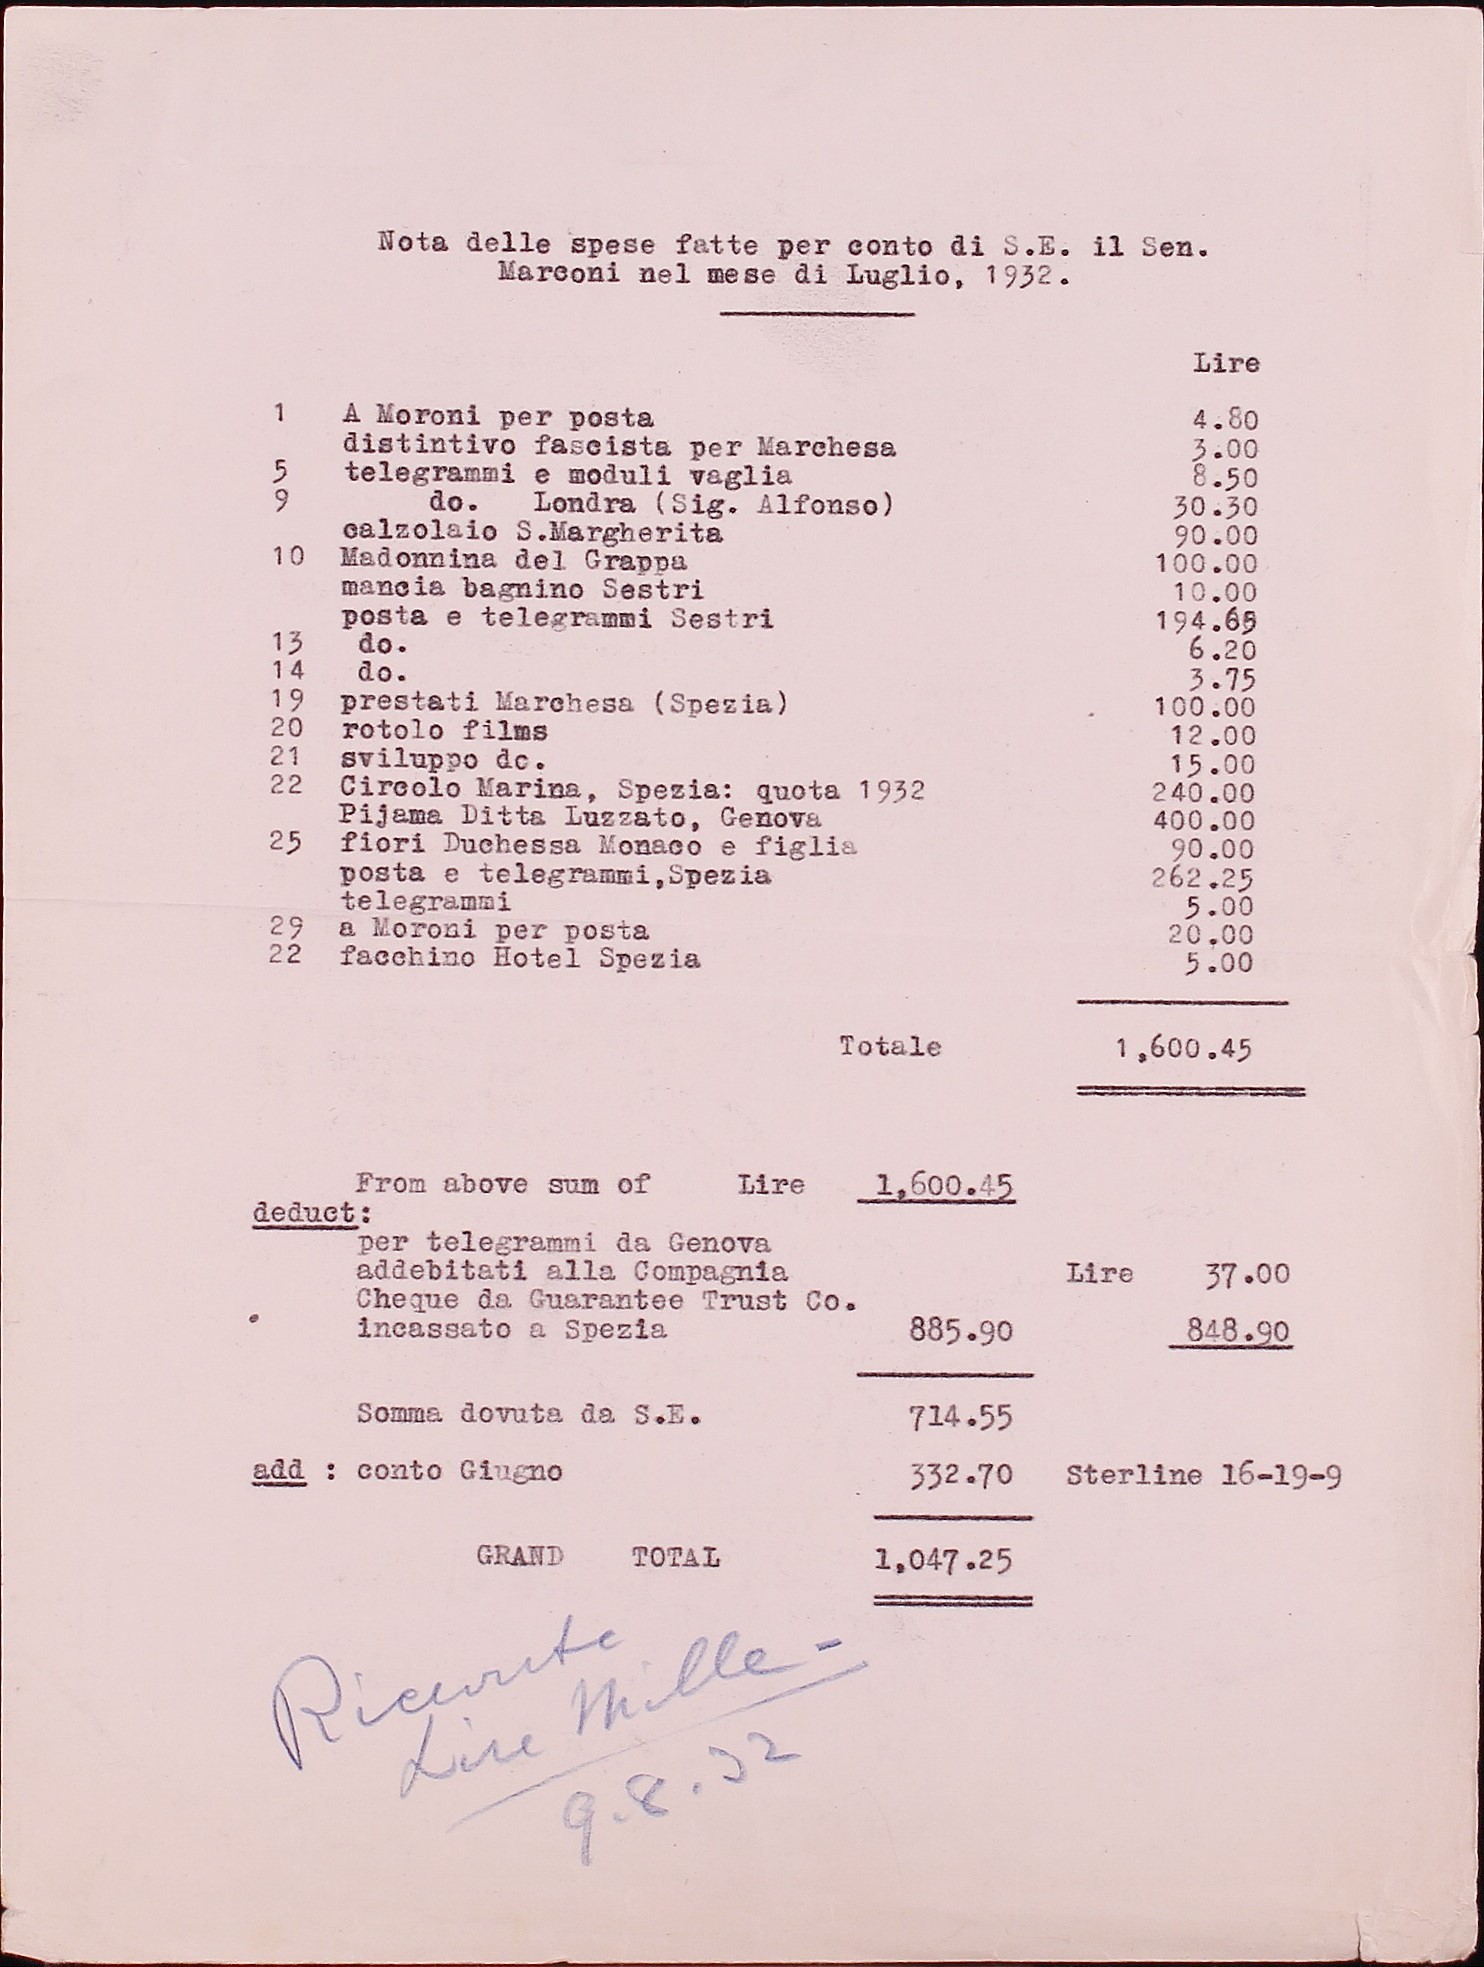 Nota delle spese fatte per conto di S.E. il Sen.
Marconi nel mese di Luglio, 1932.
Lire
1 A Moroni per posta 4.80
distintivo fascista per Marchesa 3.00
5 telegrammi e moduli vaglia 8.50
9 do. Londra (Sig. Alfonso) 30.30
calzolaio S.Margherita 90.00
10 Madonnina del Grappa 100.00
mancia bagnino Sestri 10.00
posta e telegrammi Sestri 194.65
13 do. 6.20
14 do. 3.75
19 prestati Marchesa (Spezia) 100.00
20 rotolo films 12.00
21 sviluppo do. 15.00
22 Circolo Marina, Spezia: quota 1932 240.00
Pijama Ditta Luzzato, Genova 400.00
25 fiori Duchessa Monaco e figlia 90.00
posta e telegrammi,Spezia 262.25
telegrammi 5.00
29 a Moroni per posta 20.00
22 facchino Hotel Spezia 5.00
Totale 1,600.45
From above sum of Lire 1,600.45
deduct:
per telegrammi da Genova
addebitati alla Compagnia Lire 37.00
Cheque da Guarantee Trust Co.
incassato a Spezia 885.90 848.90
Somma dovuta da S.E. 714.55
add : conto Giugno 332.70 Sterline 16-19-9
GRAND TOTAL 1,047.25
Ricevute
Lire Mille-
9.8.32